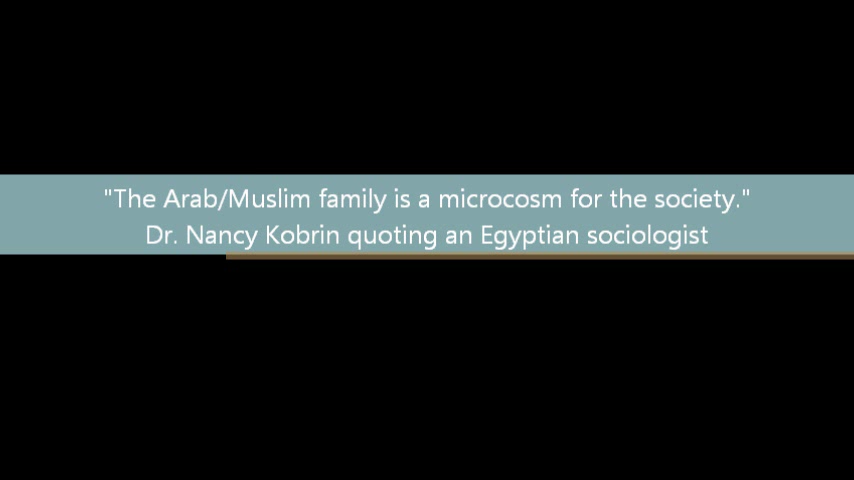 "The Arab/Muslim family is a microcosm for the society."
Dr. Nancy Kobrin quoting an Egyptian sociologist